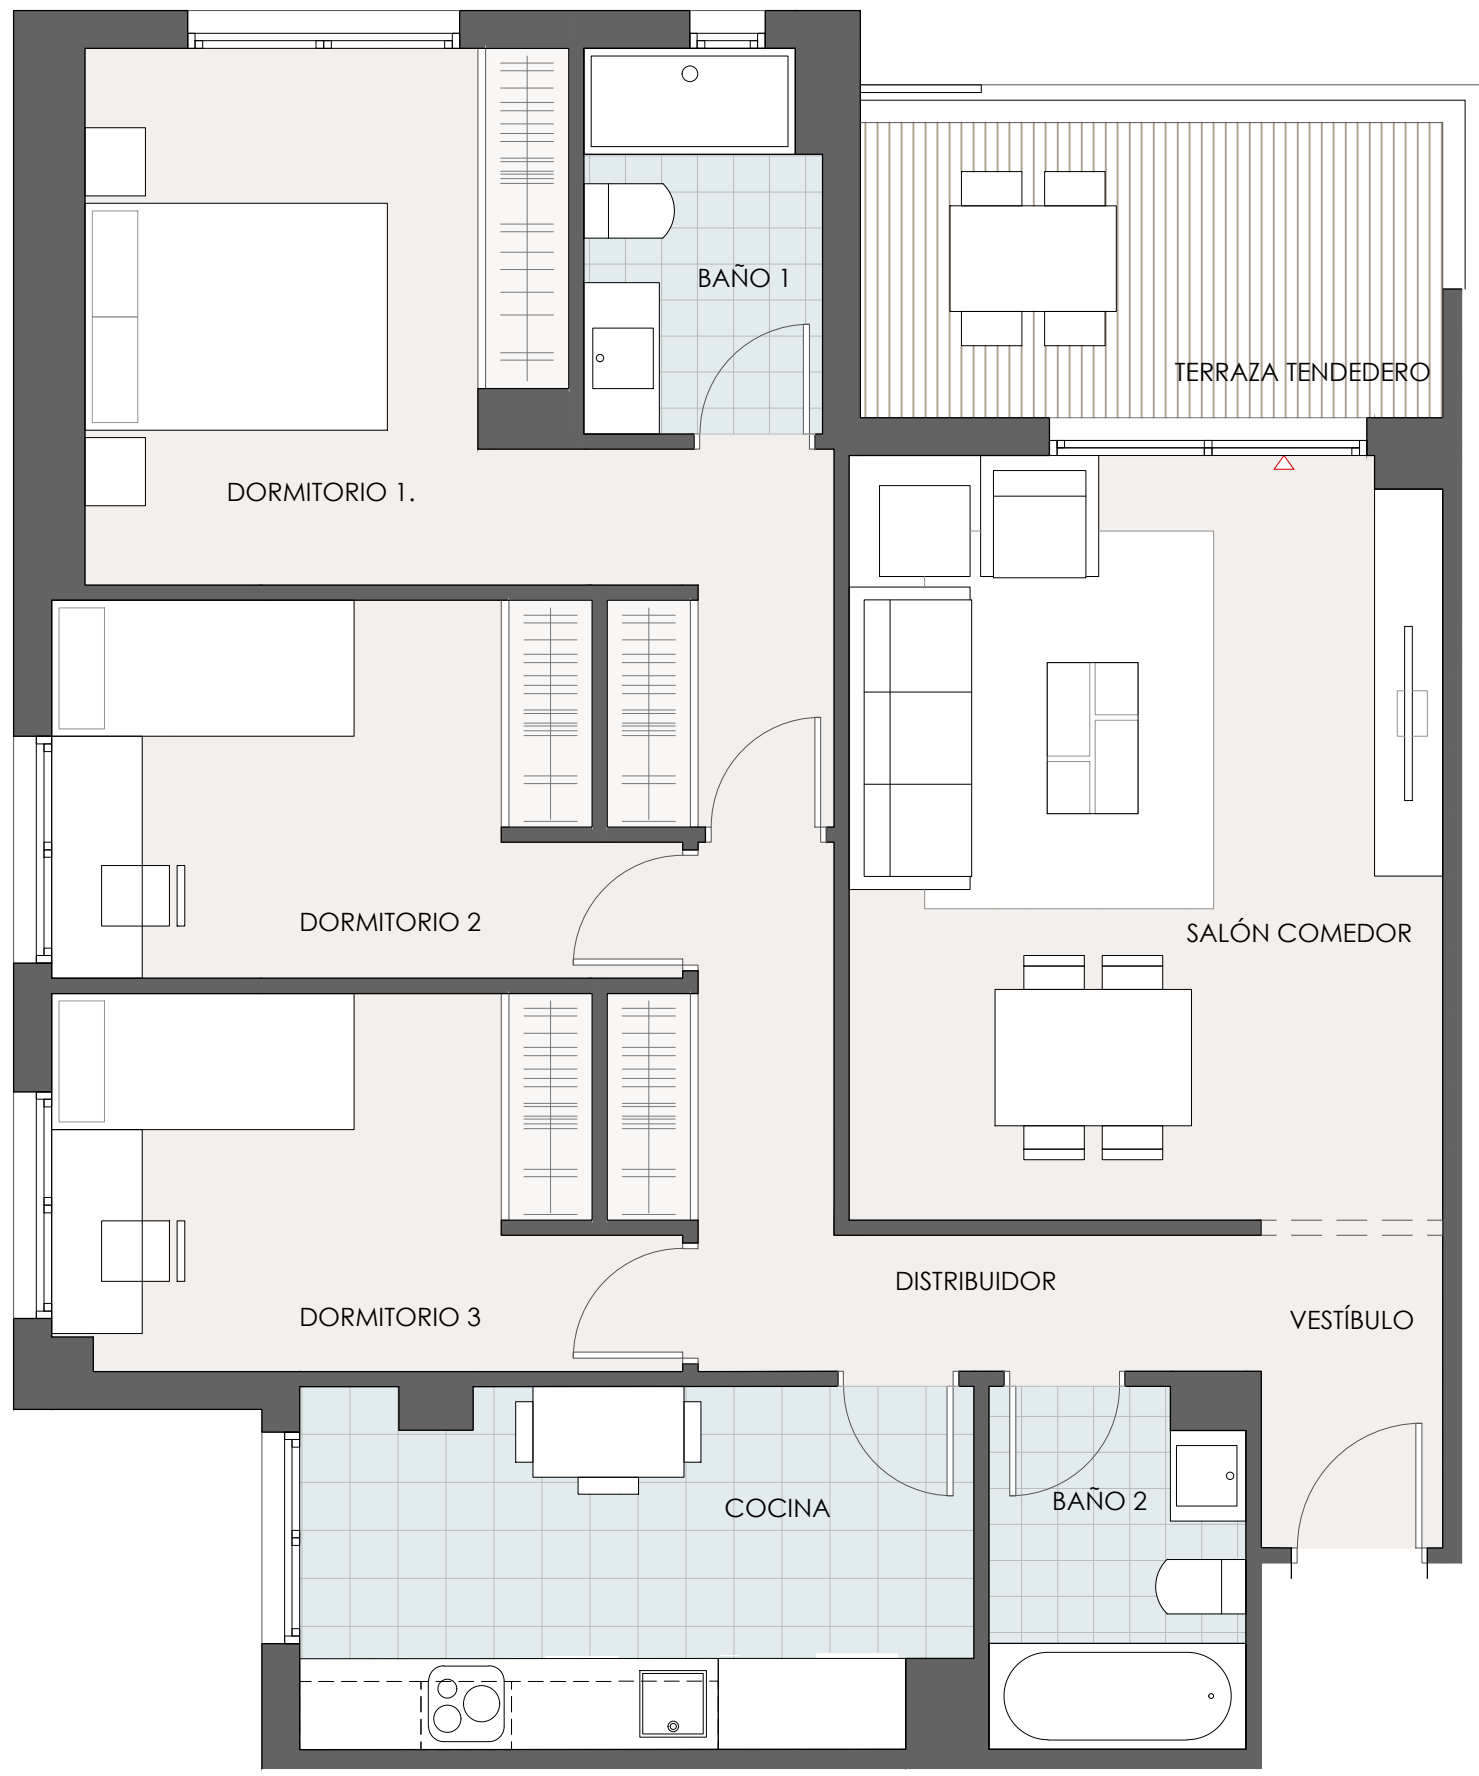 BAÑO 1
TERRAZA TENDEDERO
DORMITORIO 1.
DORMITORIO 2
SALÓN COMEDOR
DISTRIBUIDOR
DORMITORIO 3
VESTÍBULO
COCINA
BAÑO 2